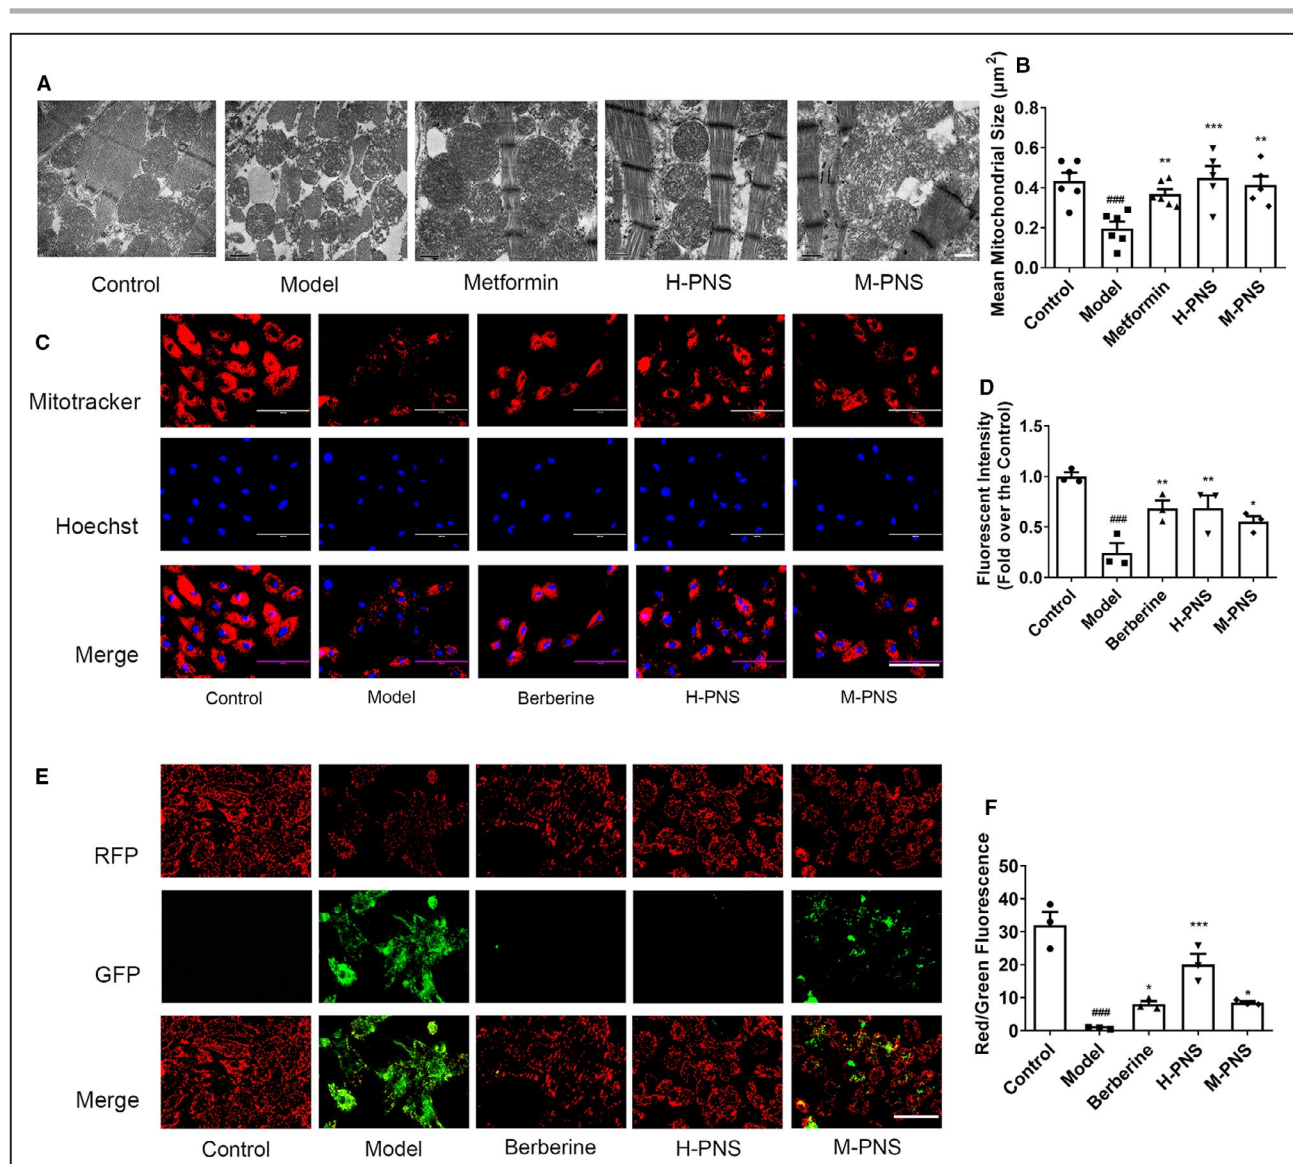 A
Control
Model
Metformin
H-PNS
M-PNS
B
Mean Mitochondrial Size (μm²)
0.8
0.6
0.4
0.2
0.0
###
**
***
**
Control
Model
Metformin
H-PNS
M-PNS
C
Mitotracker
Hoechst
Merge
Control
Model
Berberine
H-PNS
M-PNS
D
Fluorescent Intensity
(Fold over the Control)
1.5
1.0
0.5
0.0
###
**
**
*
Control
Model
Berberine
H-PNS
M-PNS
E
RFP
GFP
Merge
Control
Model
Berberine
H-PNS
M-PNS
F
Red/Green Fluorescence
50
40
30
20
10
0
###
*
***
*
Control
Model
Berberine
H-PNS
M-PNS